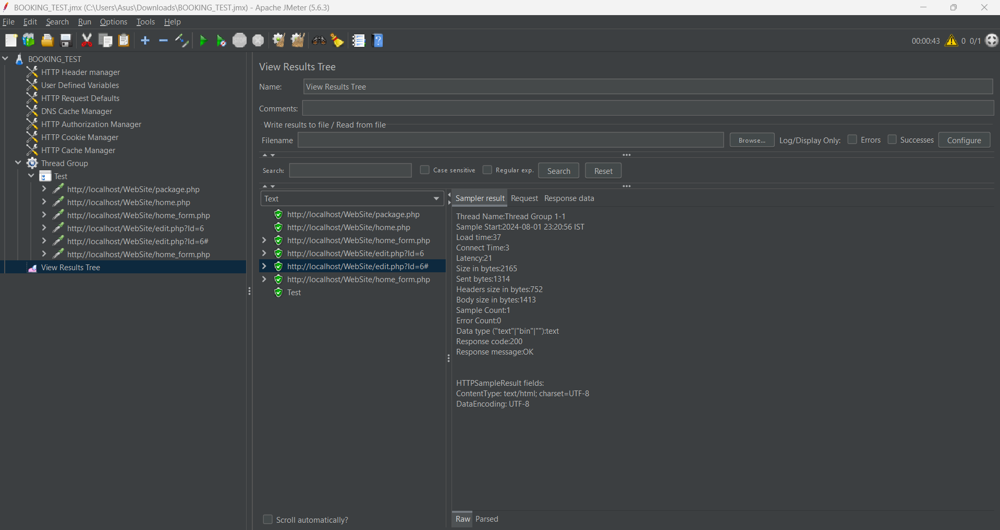 BOOKING_TEST.jmx (C:\Users\Asus\Downloads\BOOKING_TEST.jmx) - Apache JMeter (5.6.3)
File Edit Search Run Options Tools Help
STOP
00:00:43 0 0/1
BOOKING_TEST
HTTP Header manager
User Defined Variables
HTTP Request Defaults
DNS Cache Manager
HTTP Authorization Manager
HTTP Cookie Manager
HTTP Cache Manager
Thread Group
Test
http://localhost/WebSite/package.php
http://localhost/WebSite/home.php
http://localhost/WebSite/home_form.php
http://localhost/WebSite/edit.php?Id=6
http://localhost/WebSite/edit.php?Id=6#
http://localhost/WebSite/home_form.php
View Results Tree
View Results Tree
Name: View Results Tree
Comments:
Write results to file / Read from file
Filename Browse... Log/Display Only: Errors Successes Configure
Search: Case sensitive Regular exp. Search Reset
Text
http://localhost/WebSite/package.php
http://localhost/WebSite/home.php
http://localhost/WebSite/home_form.php
http://localhost/WebSite/edit.php?Id=6
http://localhost/WebSite/edit.php?Id=6#
http://localhost/WebSite/home_form.php
Test
Scroll automatically?
Sampler result Request Response data
Thread Name:Thread Group 1-1
Sample Start:2024-08-01 23:20:56 IST
Load time:37
Connect Time:3
Latency:21
Size in bytes:2165
Sent bytes:1314
Headers size in bytes:752
Body size in bytes:1413
Sample Count:1
Error Count:0
Data type ("text"|"bin"|""):text
Response code:200
Response message:OK
HTTPSampleResult fields:
ContentType: text/html; charset=UTF-8
DataEncoding: UTF-8
Raw Parsed